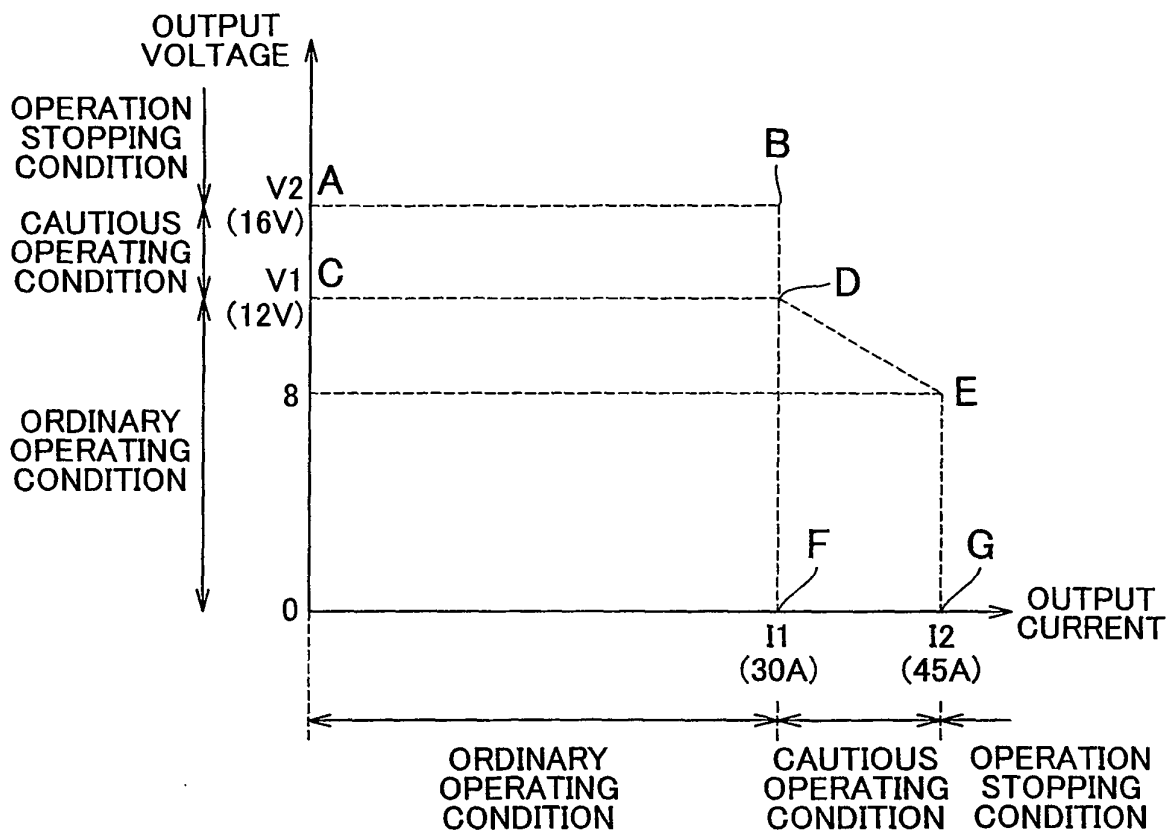 OUTPUT
VOLTAGE
OPERATION
STOPPING
CONDITION
B
V2 A
(16V)
CAUTIOUS
OPERATING
CONDITION
V1 C
(12V)
D
8
E
ORDINARY
OPERATING
CONDITION
F
G
0
OUTPUT
CURRENT
I1
(30A)
I2
(45A)
ORDINARY
OPERATING
CONDITION
CAUTIOUS
OPERATING
CONDITION
OPERATION
STOPPING
CONDITION